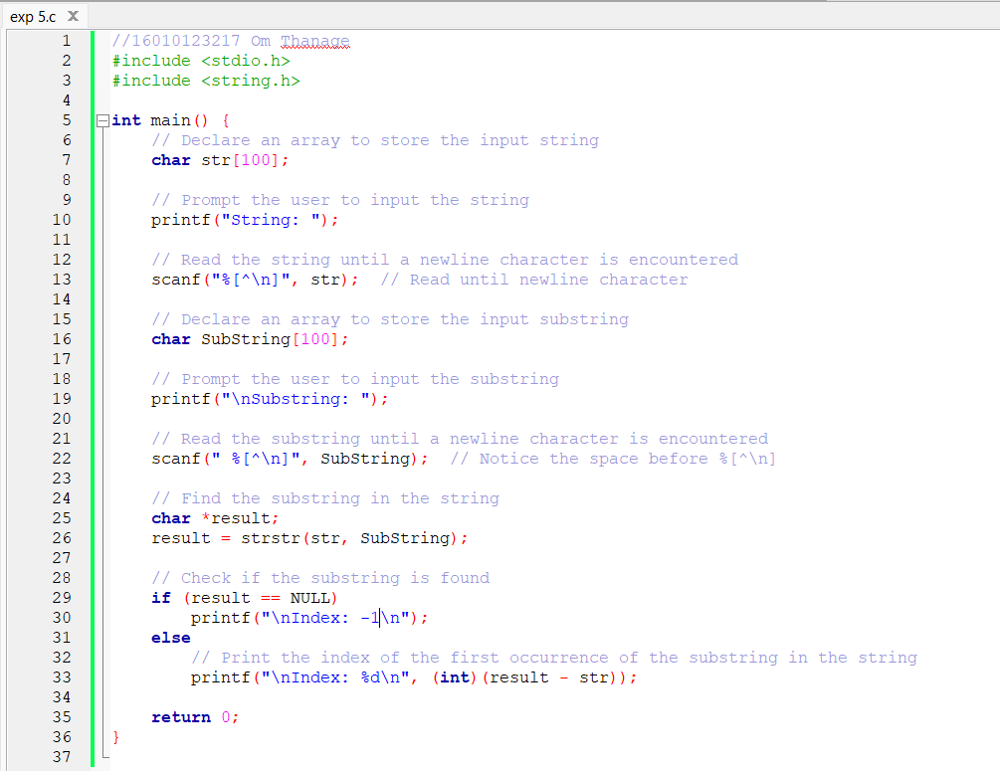 exp 5.c X
1 //16010123217 Om Thanage
2 #include <stdio.h>
3 #include <string.h>
4
5 int main() {
6     // Declare an array to store the input string
7     char str[100];
8
9     // Prompt the user to input the string
10     printf("String: ");
11
12     // Read the string until a newline character is encountered
13     scanf("%[^\n]", str);  // Read until newline character
14
15     // Declare an array to store the input substring
16     char SubString[100];
17
18     // Prompt the user to input the substring
19     printf("\nSubstring: ");
20
21     // Read the substring until a newline character is encountered
22     scanf(" %[^\n]", SubString);  // Notice the space before %[^\n]
23
24     // Find the substring in the string
25     char *result;
26     result = strstr(str, SubString);
27
28     // Check if the substring is found
29     if (result == NULL)
30         printf("\nIndex: -1\n");
31     else
32         // Print the index of the first occurrence of the substring in the string
33         printf("\nIndex: %d\n", (int)(result - str));
34
35     return 0;
36 }
37